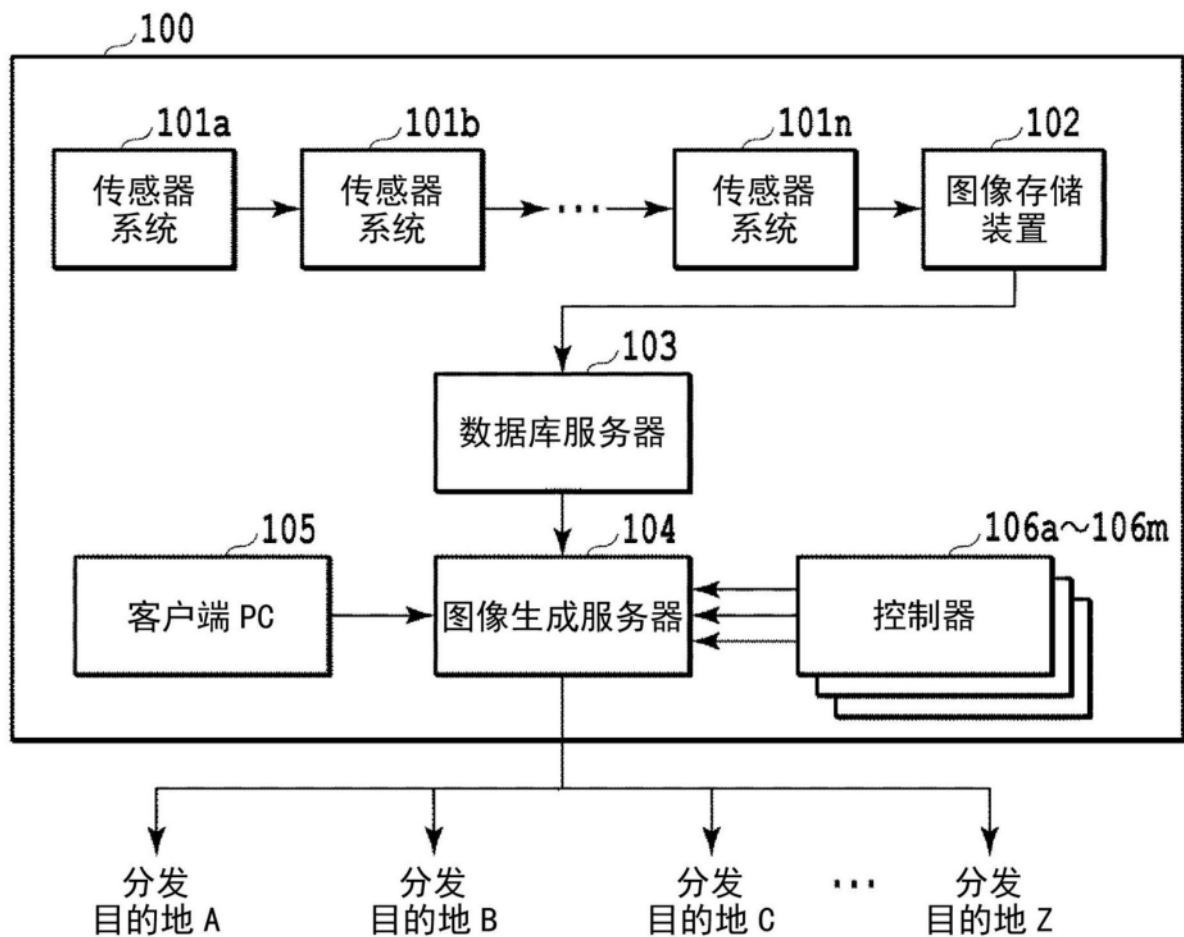 100
101a
101b
101n
102
传感器
系统
传感器
系统
...
传感器
系统
图像存储
装置
103
数据库服务器
105
104
106a～106m
客户端 PC
图像生成服务器
控制器
分发
目的地 A
分发
目的地 B
分发
目的地 C
...
分发
目的地 Z